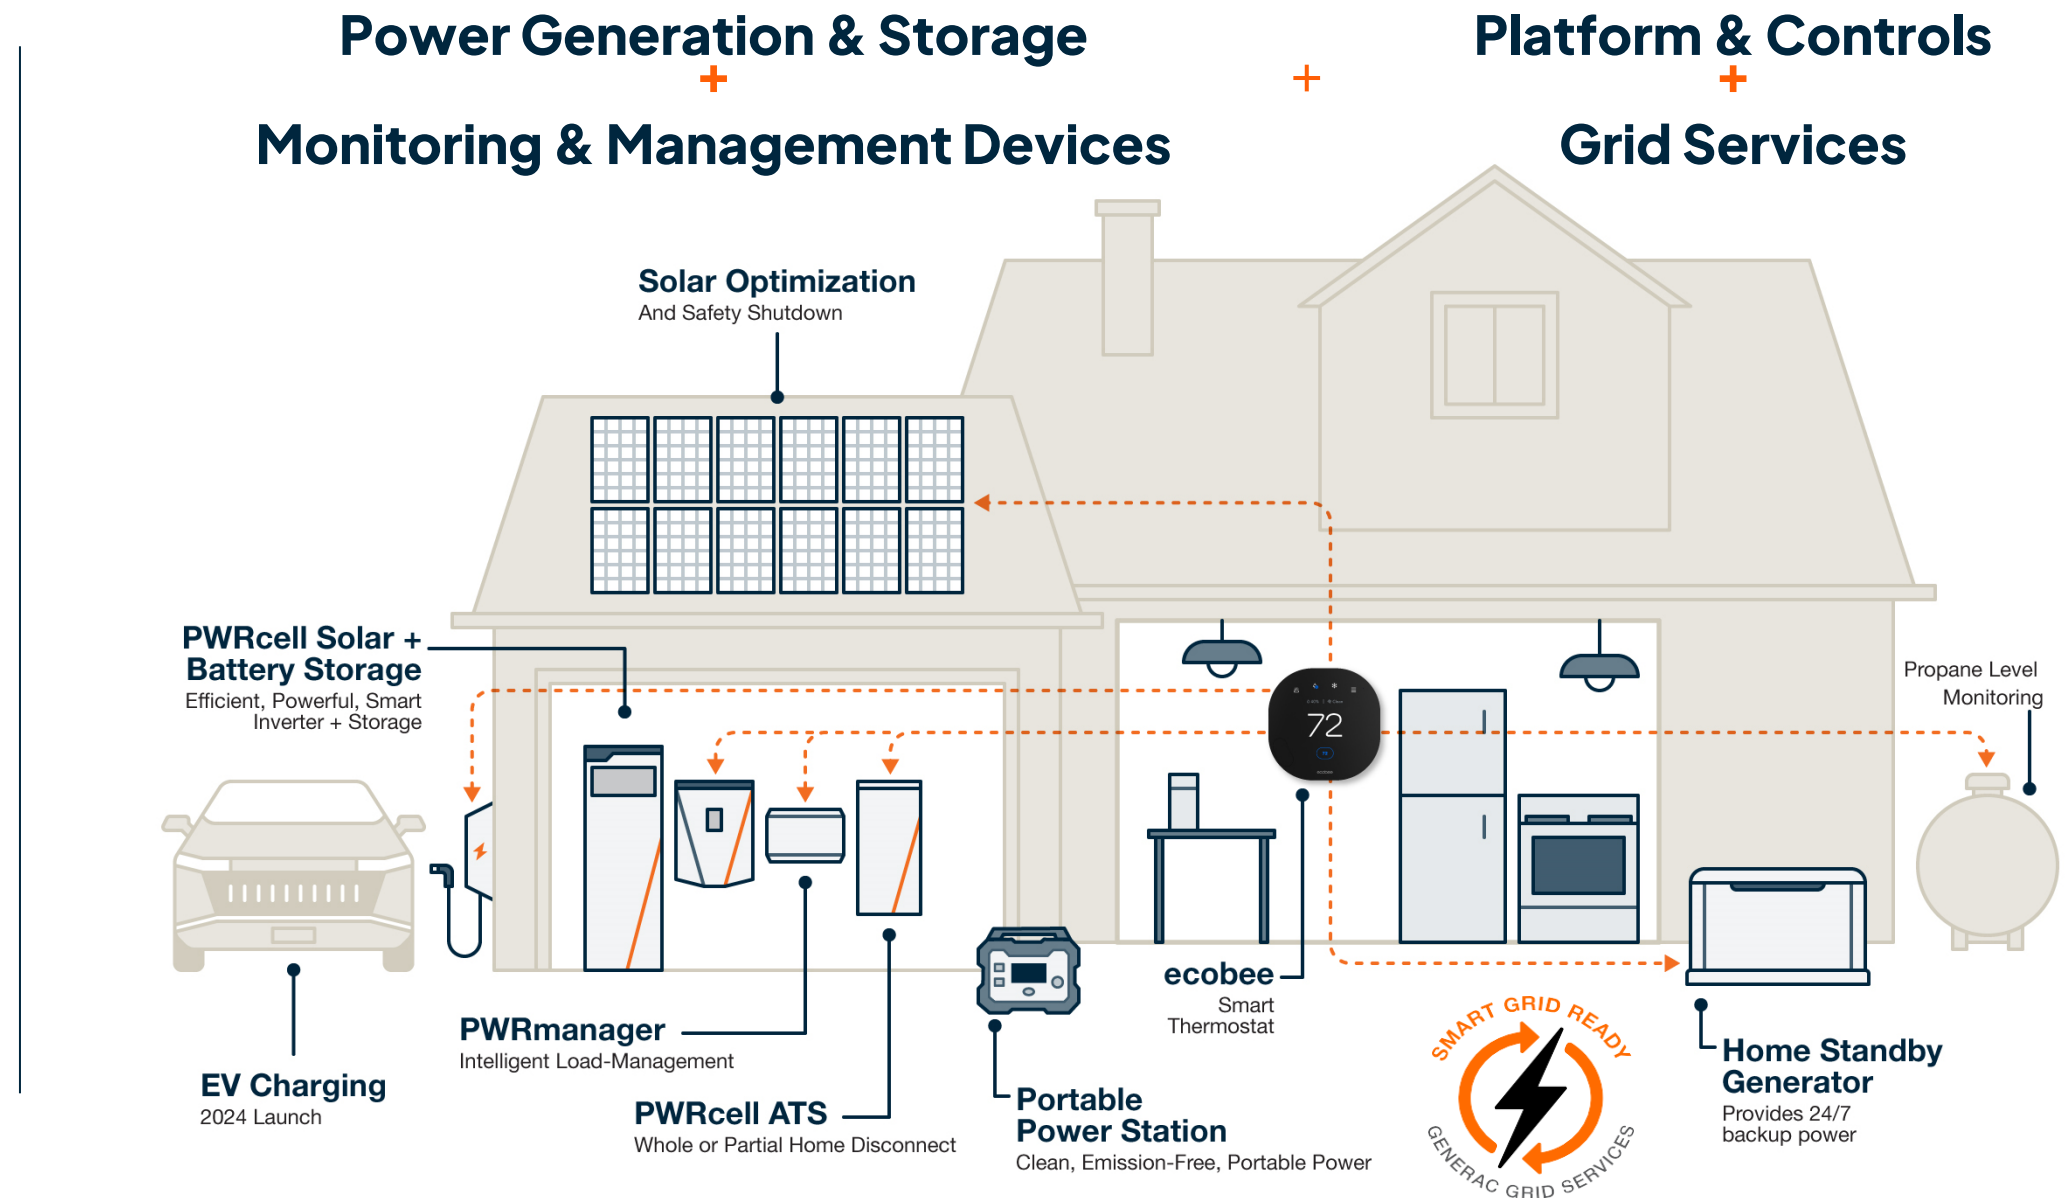 Power Generation & Storage
+
Monitoring & Management Devices
+
Platform & Controls
+
Grid Services
Solar Optimization
And Safety Shutdown
PWRcell Solar +
Battery Storage
Efficient, Powerful, Smart
Inverter + Storage
Propane Level
Monitoring
72
ecobee
ecobee
Smart
Thermostat
EV Charging
2024 Launch
PWRmanager
Intelligent Load-Management
PWRcell ATS
Whole or Partial Home Disconnect
Portable
Power Station
Clean, Emission-Free, Portable Power
SMART GRID READY
GENERAC GRID SERVICES
Home Standby
Generator
Provides 24/7
backup power